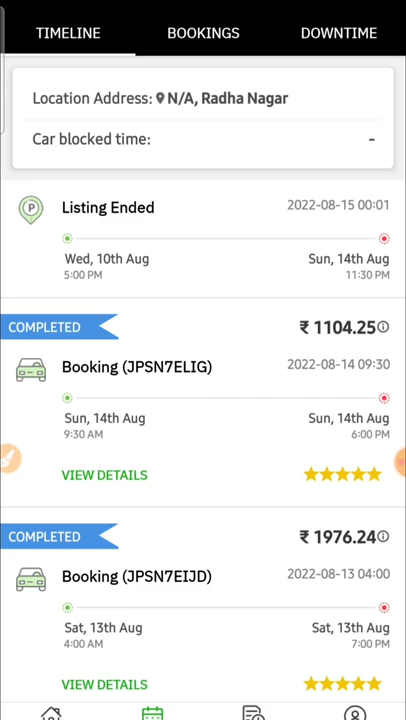 TIMELINE BOOKINGS DOWNTIME
Location Address: N/A, Radha Nagar
Car blocked time: -
Listing Ended 2022-08-15 00:01
Wed, 10th Aug Sun, 14th Aug
5:00 PM 11:30 PM
COMPLETED ₹ 1104.25
Booking (JPSN7ELIG) 2022-08-14 09:30
Sun, 14th Aug Sun, 14th Aug
9:30 AM 6:00 PM
VIEW DETAILS
COMPLETED ₹ 1976.24
Booking (JPSN7EIJD) 2022-08-13 04:00
Sat, 13th Aug Sat, 13th Aug
4:00 AM 7:00 PM
VIEW DETAILS